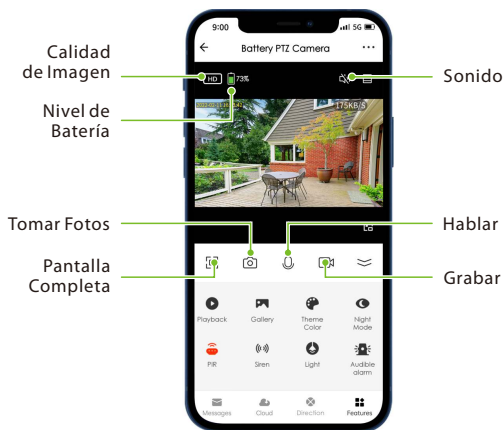 9:00
5G
Battery PTZ Camera
Calidad
de Imagen
HD
73%
Sonido
Nivel de
Batería
175KB/S
Tomar Fotos
Hablar
Pantalla
Completa
Grabar
Playback
Gallery
Theme
Color
Night
Mode
PIR
Siren
Light
Audible
alarm
Messages
Cloud
Direction
Features